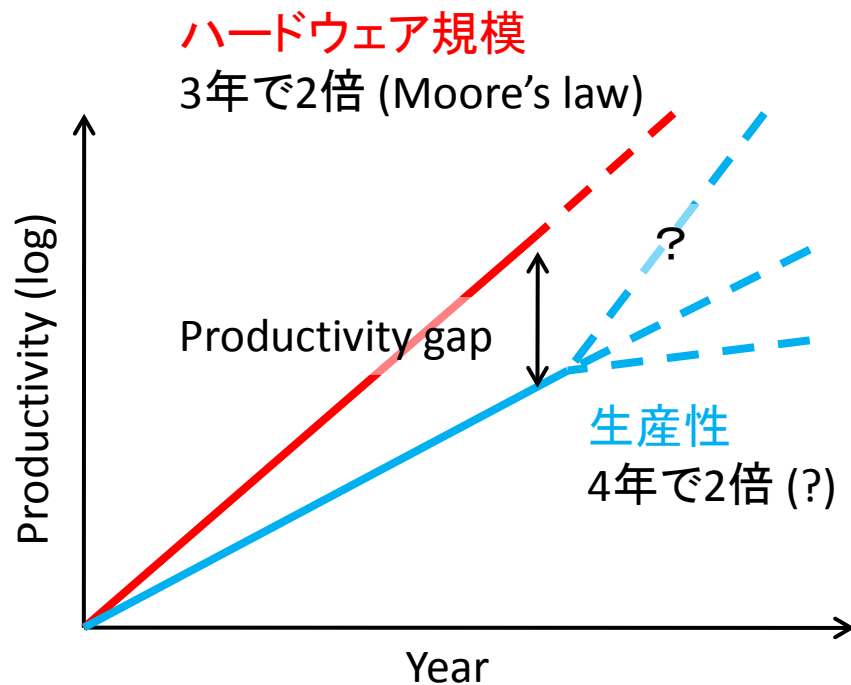 ハードウェア規模
3年で2倍 (Moore’s law)
Productivity (log)
?
Productivity gap
生産性
4年で2倍 (?)
Year